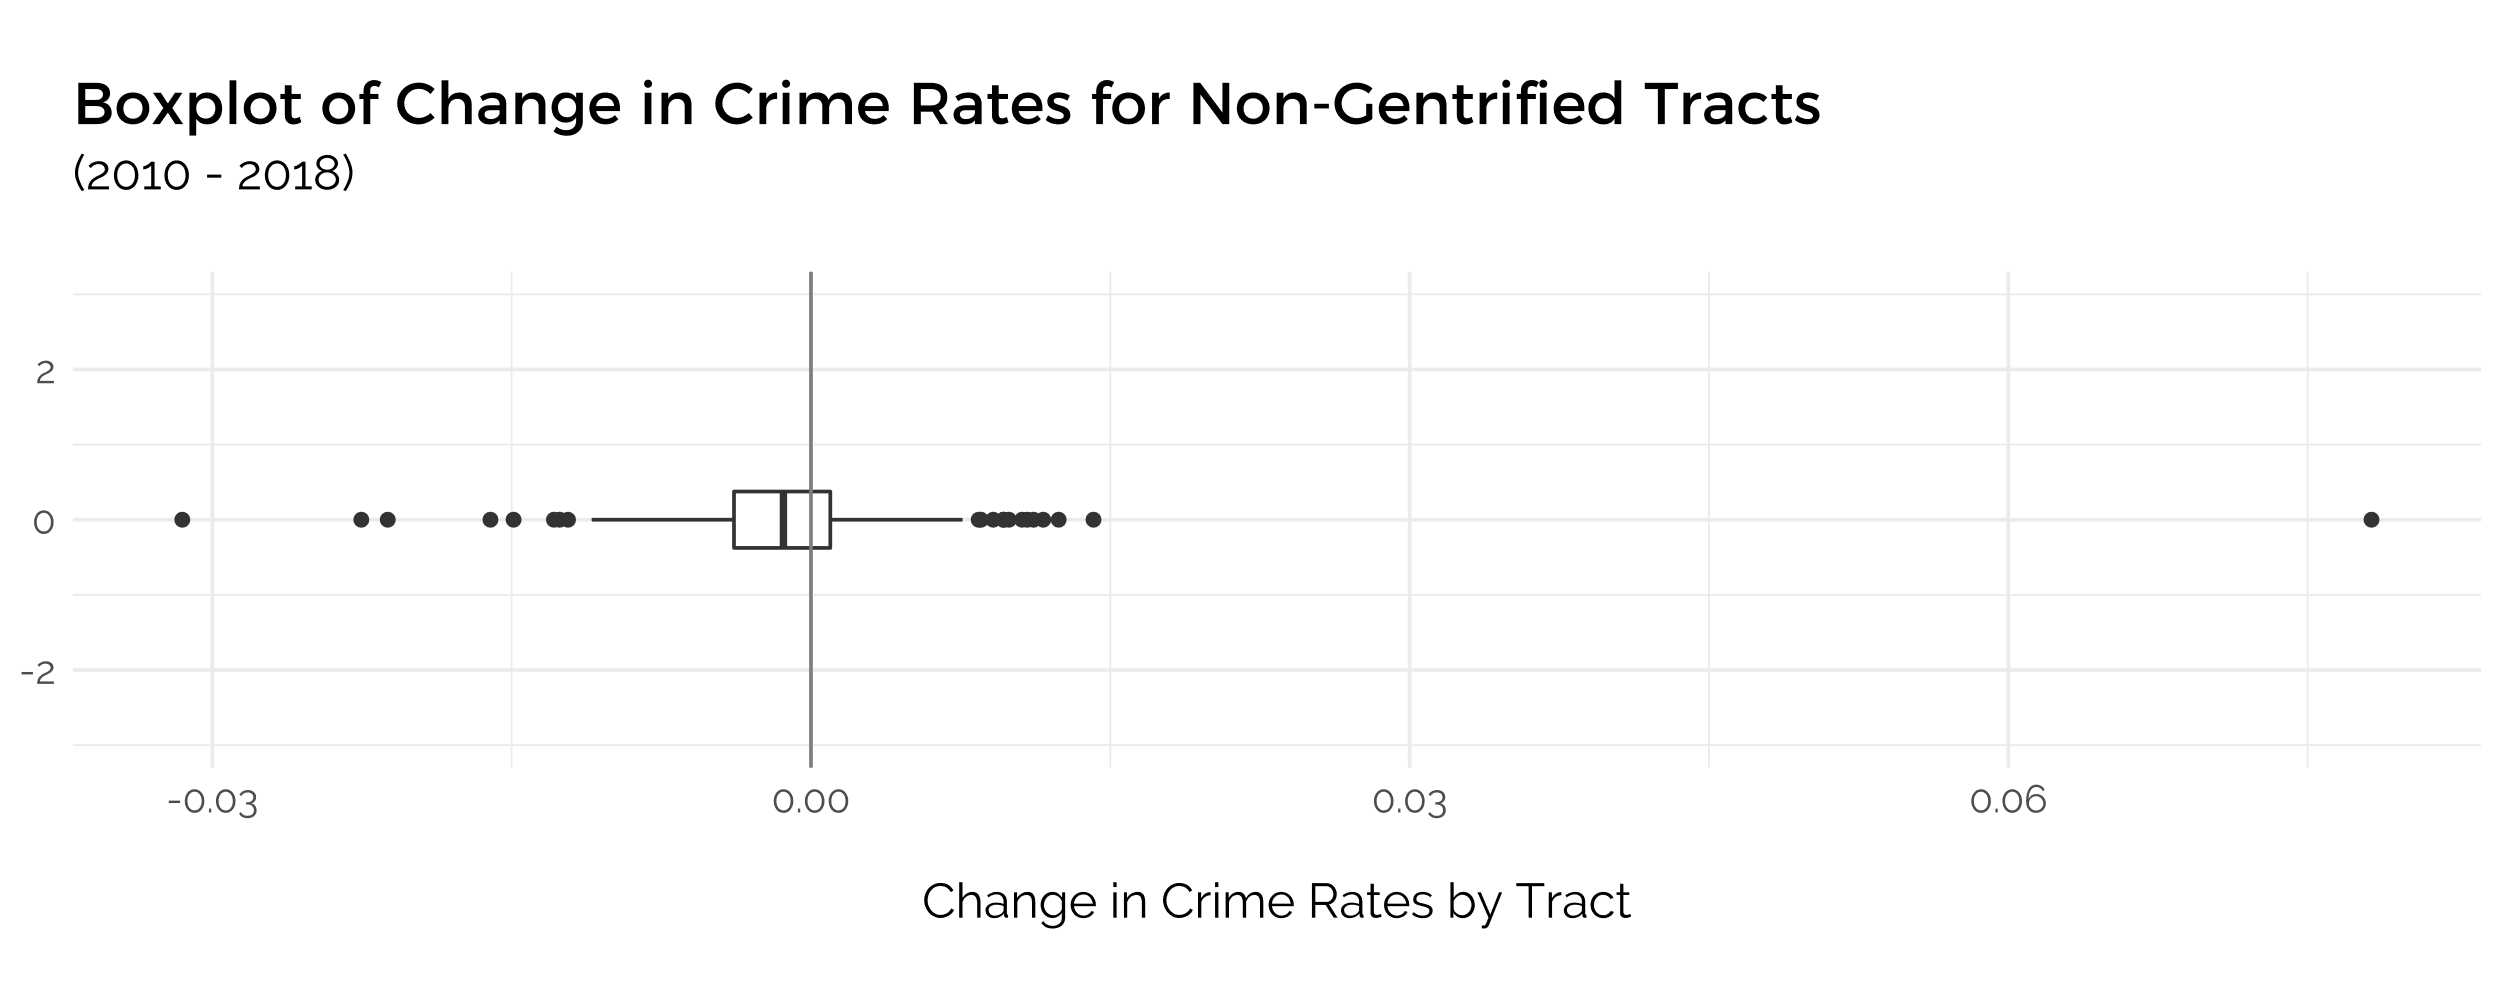 Boxplot of Change in Crime Rates for Non-Gentrified Tracts
(2010 - 2018)
2
0
-2
-0.03
0.00
0.03
0.06
Change in Crime Rates by Tract